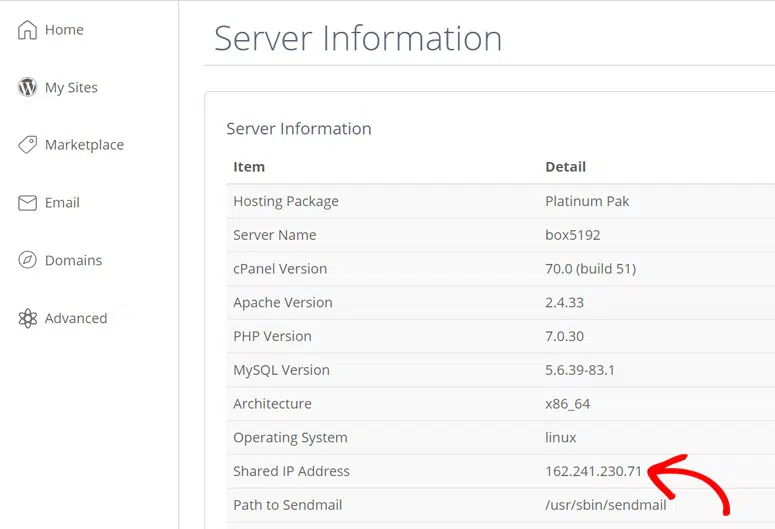 Home
My Sites
Marketplace
Email
Domains
Advanced
Server Information
Server Information
Item Detail
Hosting Package Platinum Pak
Server Name box5192
cPanel Version 70.0 (build 51)
Apache Version 2.4.33
PHP Version 7.0.30
MySQL Version 5.6.39-83.1
Architecture x86_64
Operating System linux
Shared IP Address 162.241.230.71
Path to Sendmail /usr/sbin/sendmail